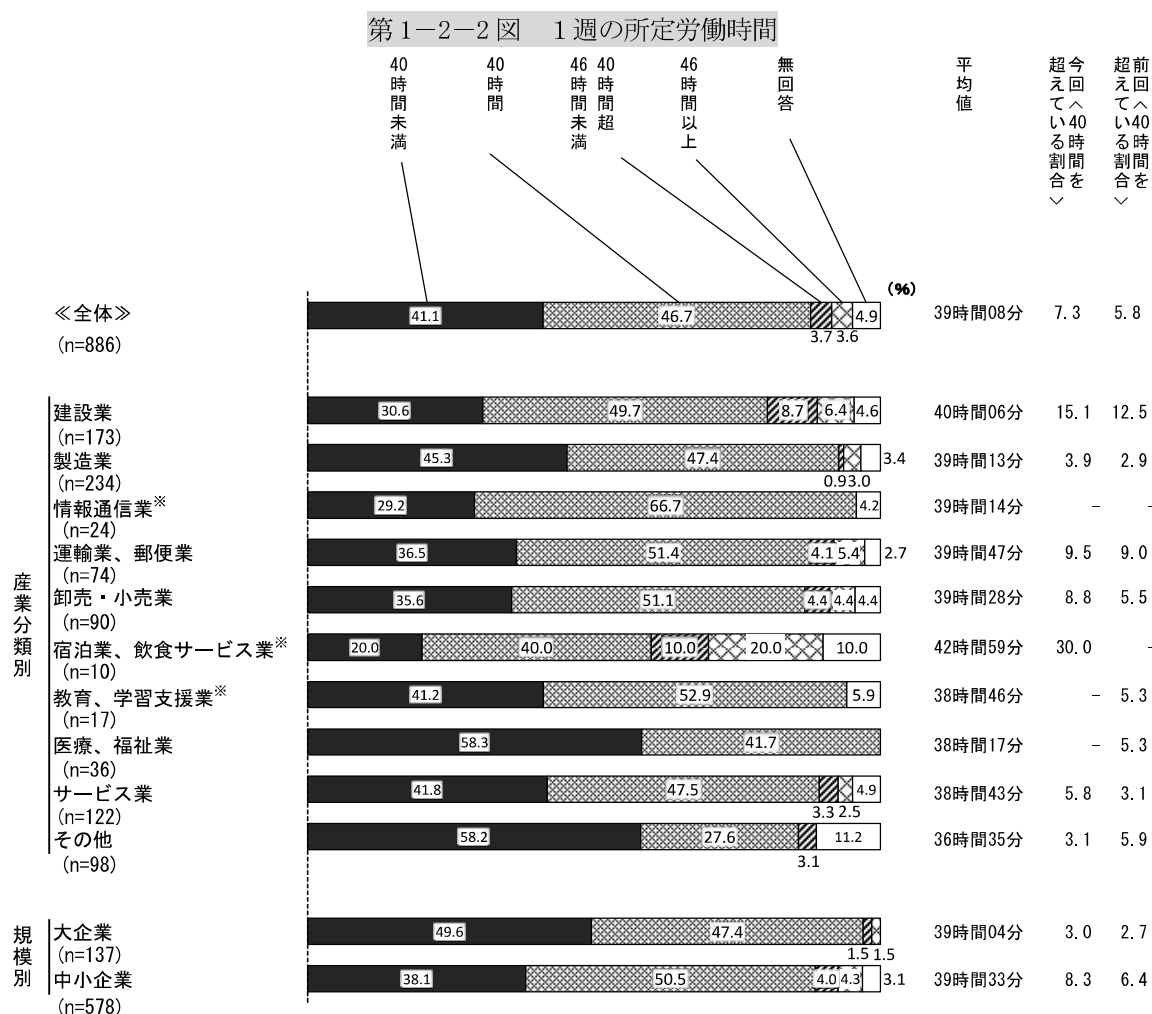 第1−2−2図　1週の所定労働時間
40時間未満
40時間
40時間超
46時間未満
46時間以上
無回答
平均値
今回〈40時間を
超えている割合〉
前回〈40時間を
超えている割合〉
(%)
≪全体≫ 41.1 46.7 3.7 3.6 4.9 39時間08分 7.3 5.8
(n=886)
産業分類別
建設業 30.6 49.7 8.7 6.4 4.6 40時間06分 15.1 12.5
(n=173)
製造業 45.3 47.4 0.9 3.0 3.4 39時間13分 3.9 2.9
(n=234)
情報通信業※ 29.2 66.7 4.2 39時間14分 − −
(n=24)
運輸業、郵便業 36.5 51.4 4.1 5.4 2.7 39時間47分 9.5 9.0
(n=74)
卸売・小売業 35.6 51.1 4.4 4.4 4.4 39時間28分 8.8 5.5
(n=90)
宿泊業、飲食サービス業※ 20.0 40.0 10.0 20.0 10.0 42時間59分 30.0 −
(n=10)
教育、学習支援業※ 41.2 52.9 5.9 38時間46分 − 5.3
(n=17)
医療、福祉業 58.3 41.7 38時間17分 − 5.3
(n=36)
サービス業 41.8 47.5 3.3 2.5 4.9 38時間43分 5.8 3.1
(n=122)
その他 58.2 27.6 3.1 11.2 36時間35分 3.1 5.9
(n=98)
規模別
大企業 49.6 47.4 1.5 1.5 39時間04分 3.0 2.7
(n=137)
中小企業 38.1 50.5 4.0 4.3 3.1 39時間33分 8.3 6.4
(n=578)